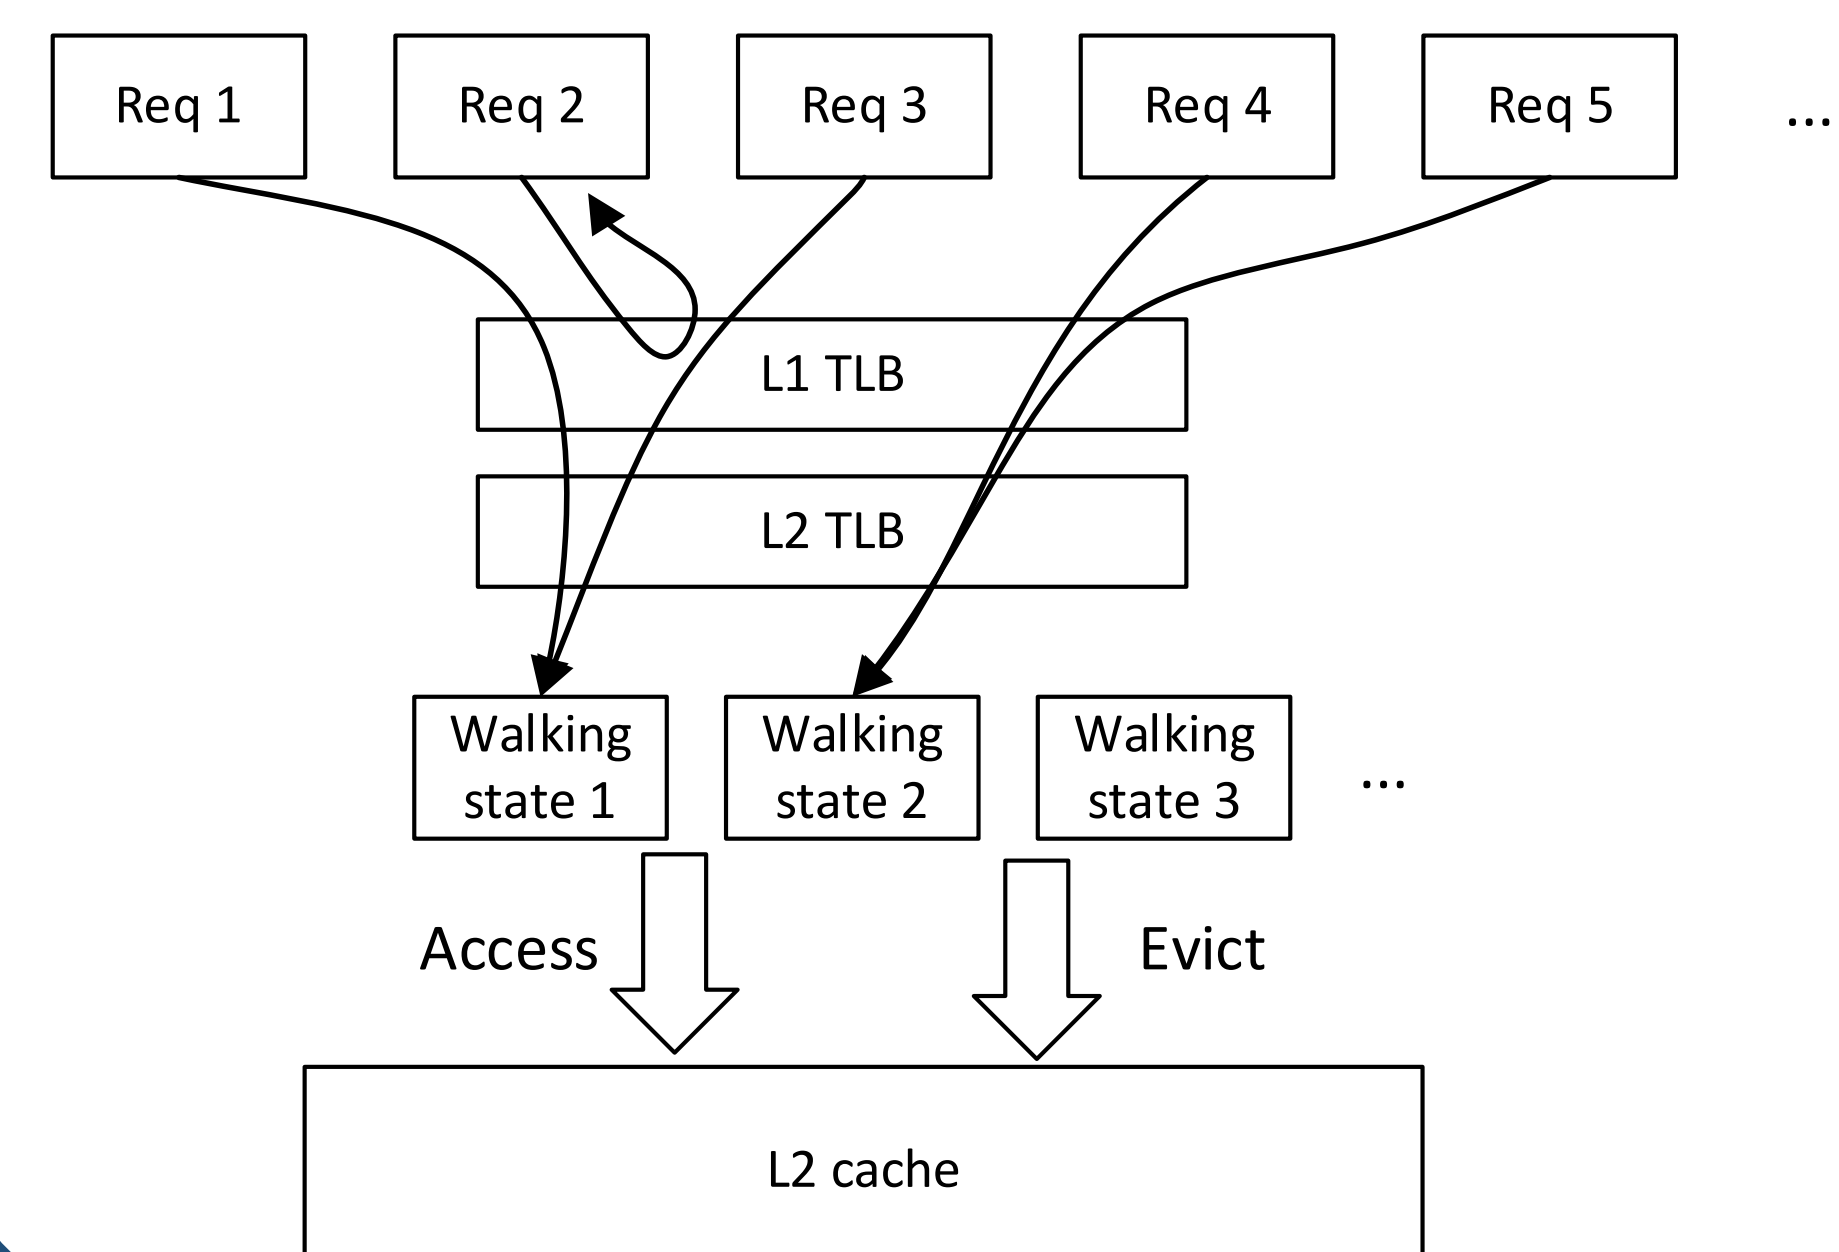 Req 1
Req 2
Req 3
Req 4
Req 5
...
L1 TLB
L2 TLB
Walking
state 1
Walking
state 2
Walking
state 3
...
Access
Evict
L2 cache